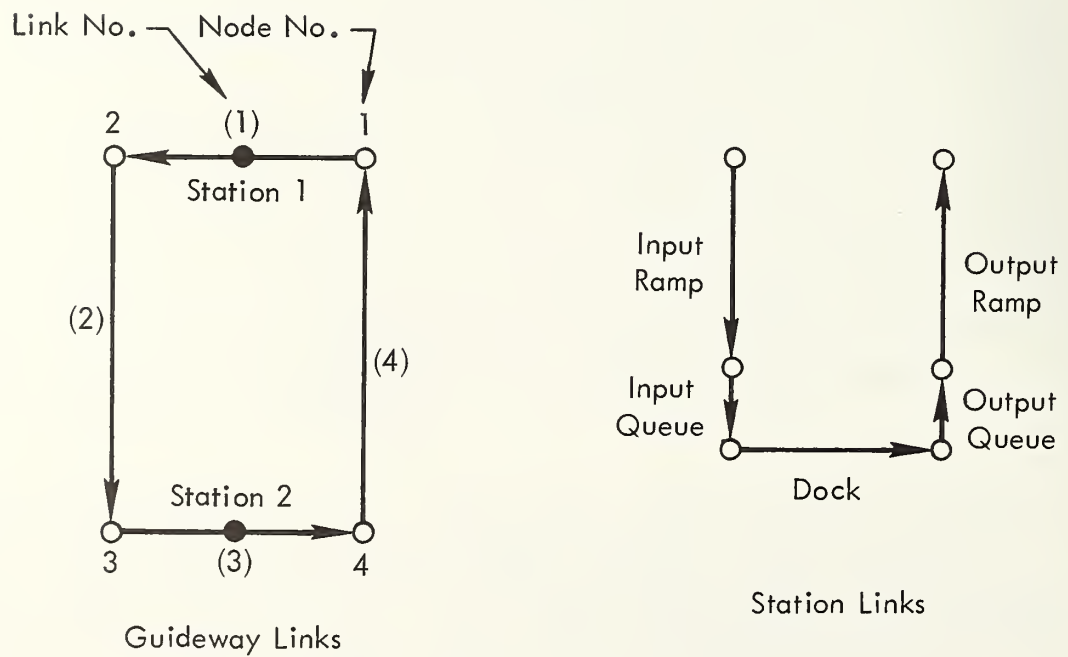 Link No.
Node No.
2
(1)
1
Station 1
(2)
(4)
Station 2
3
(3)
4
Guideway Links
Input
Ramp
Output
Ramp
Input
Queue
Output
Queue
Dock
Station Links